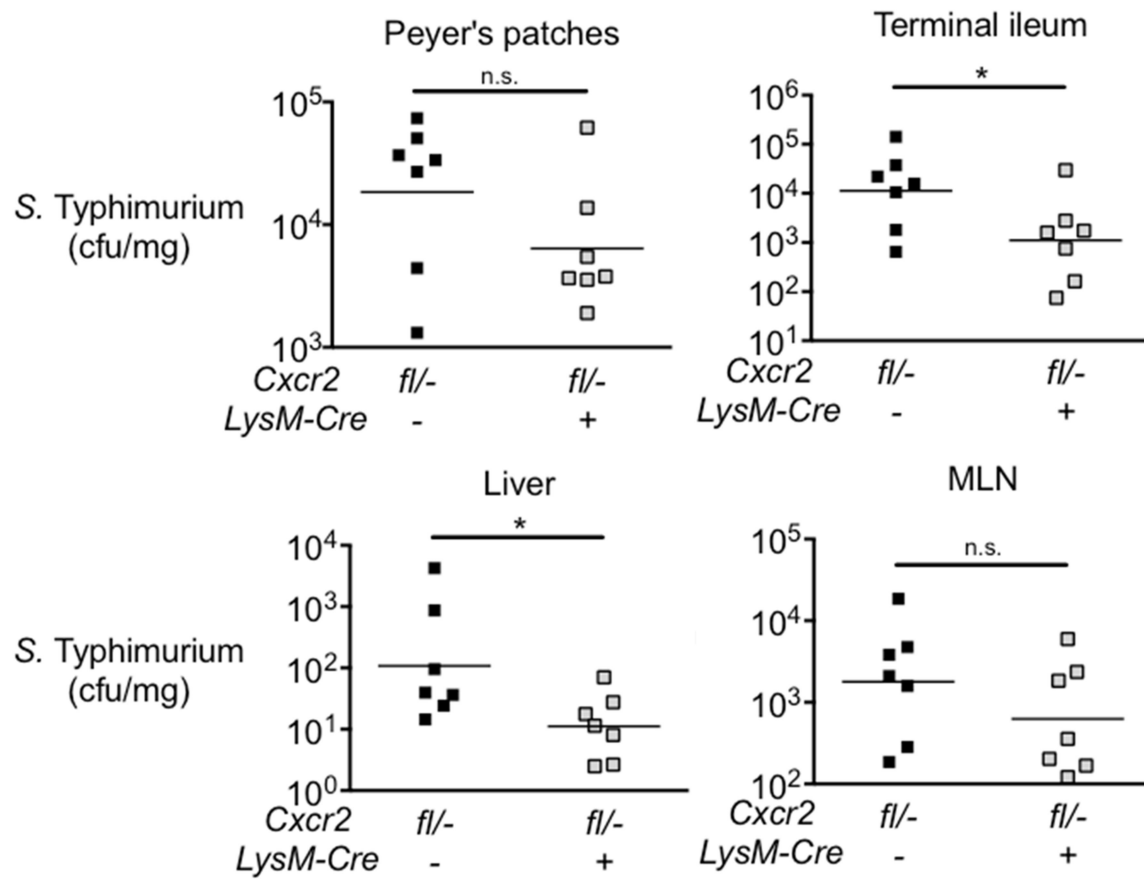 Peyer's patches
n.s.
10^5
10^4
10^3
S. Typhimurium
(cfu/mg)
Cxcr2 fl/- fl/-
LysM-Cre - +
Terminal ileum
*
10^6
10^5
10^4
10^3
10^2
10^1
Cxcr2 fl/- fl/-
LysM-Cre - +
Liver
*
10^4
10^3
10^2
10^1
10^0
S. Typhimurium
(cfu/mg)
Cxcr2 fl/- fl/-
LysM-Cre - +
MLN
n.s.
10^5
10^4
10^3
10^2
Cxcr2 fl/- fl/-
LysM-Cre - +